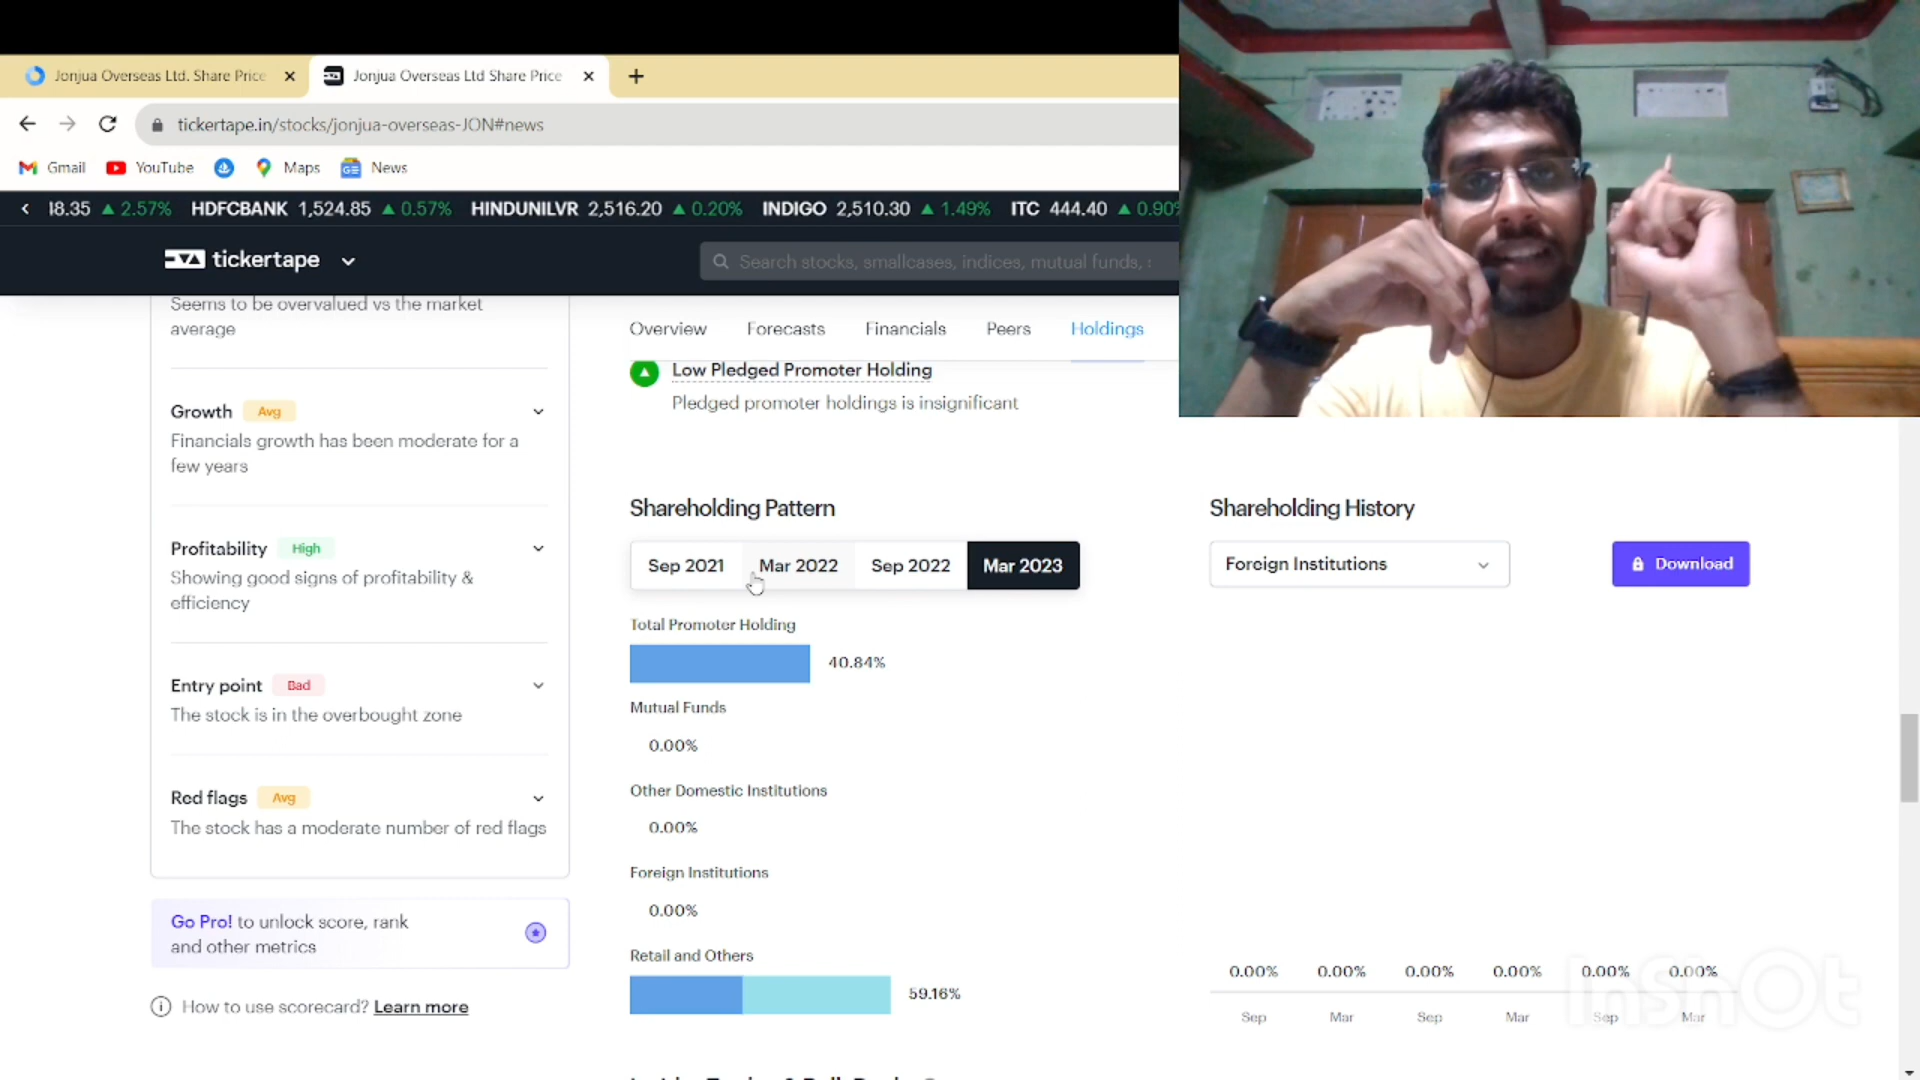 Jonjua Overseas Ltd. Share Price
Jonjua Overseas Ltd Share Price
tickertape.in/stocks/jonjua-overseas-JON#news
Gmail YouTube Maps News
2.57% HDFCBANK 1,524.85 0.57% HINDUNILVR 2,516.20 0.20% INDIGO 2,510.30 1.49% ITC 444.40 0.90%
tickertape
Search stocks, smallcases, indices, mutual funds,
Seems to be overvalued vs the market
average
Growth Avg
Financials growth has been moderate for a
few years
Profitability High
Showing good signs of profitability &
efficiency
Entry point Bad
The stock is in the overbought zone
Red flags Avg
The stock has a moderate number of red flags
Go Pro! to unlock score, rank
and other metrics
How to use scorecard? Learn more
Overview Forecasts Financials Peers Holdings
Low Pledged Promoter Holding
Pledged promoter holdings is insignificant
Shareholding Pattern
Sep 2021 Mar 2022 Sep 2022 Mar 2023
Total Promoter Holding
40.84%
Mutual Funds
0.00%
Other Domestic Institutions
0.00%
Foreign Institutions
0.00%
Retail and Others
59.16%
Shareholding History
Foreign Institutions
Download
0.00% 0.00% 0.00% 0.00% 0.00% 0.00%
Sep Mar Sep Mar Sep Mar
InShOt